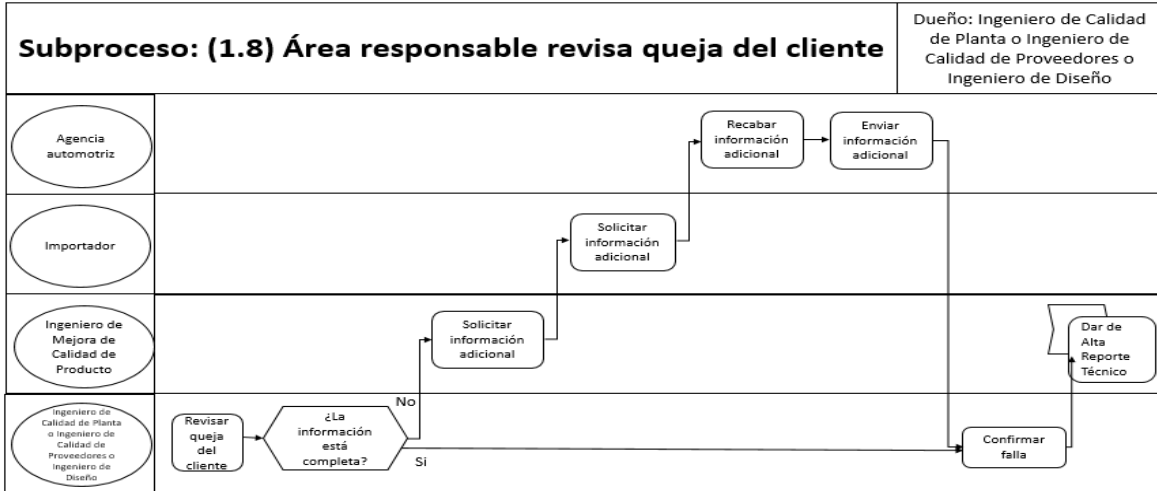 Subproceso: (1.8) Área responsable revisa queja del cliente
Dueño: Ingeniero de Calidad
de Planta o Ingeniero de
Calidad de Proveedores o
Ingeniero de Diseño
Agencia
automotriz
Recabar
información
adicional
Enviar
información
adicional
Importador
Solicitar
información
adicional
Ingeniero de
Mejora de
Calidad de
Producto
Solicitar
información
adicional
Dar de
Alta
Reporte
Técnico
Ingeniero de
Calidad de Planta
o Ingeniero de
Calidad de
Proveedores o
Ingeniero de
Diseño
Revisar
queja
del
cliente
¿La
información
está
completa?
No
Si
Confirmar
falla